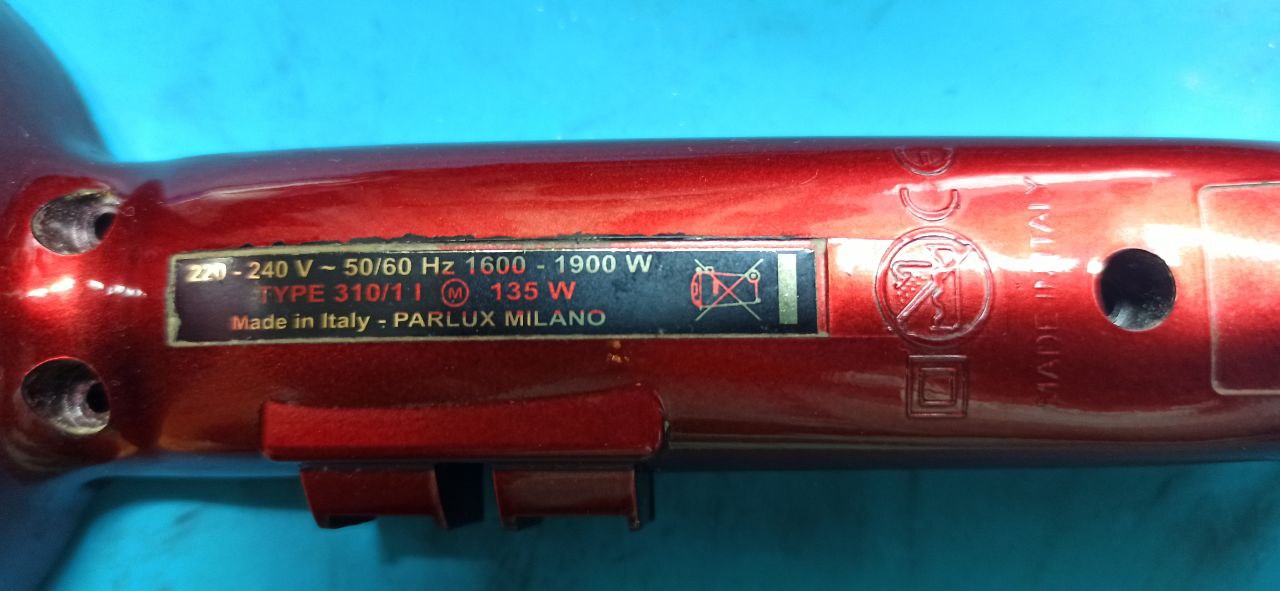 220 - 240 V ~ 50/60 Hz 1600 - 1900 W
TYPE 310/1 I Ⓜ 135 W
Made in Italy - PARLUX MILANO
CE
MADE IN ITALY